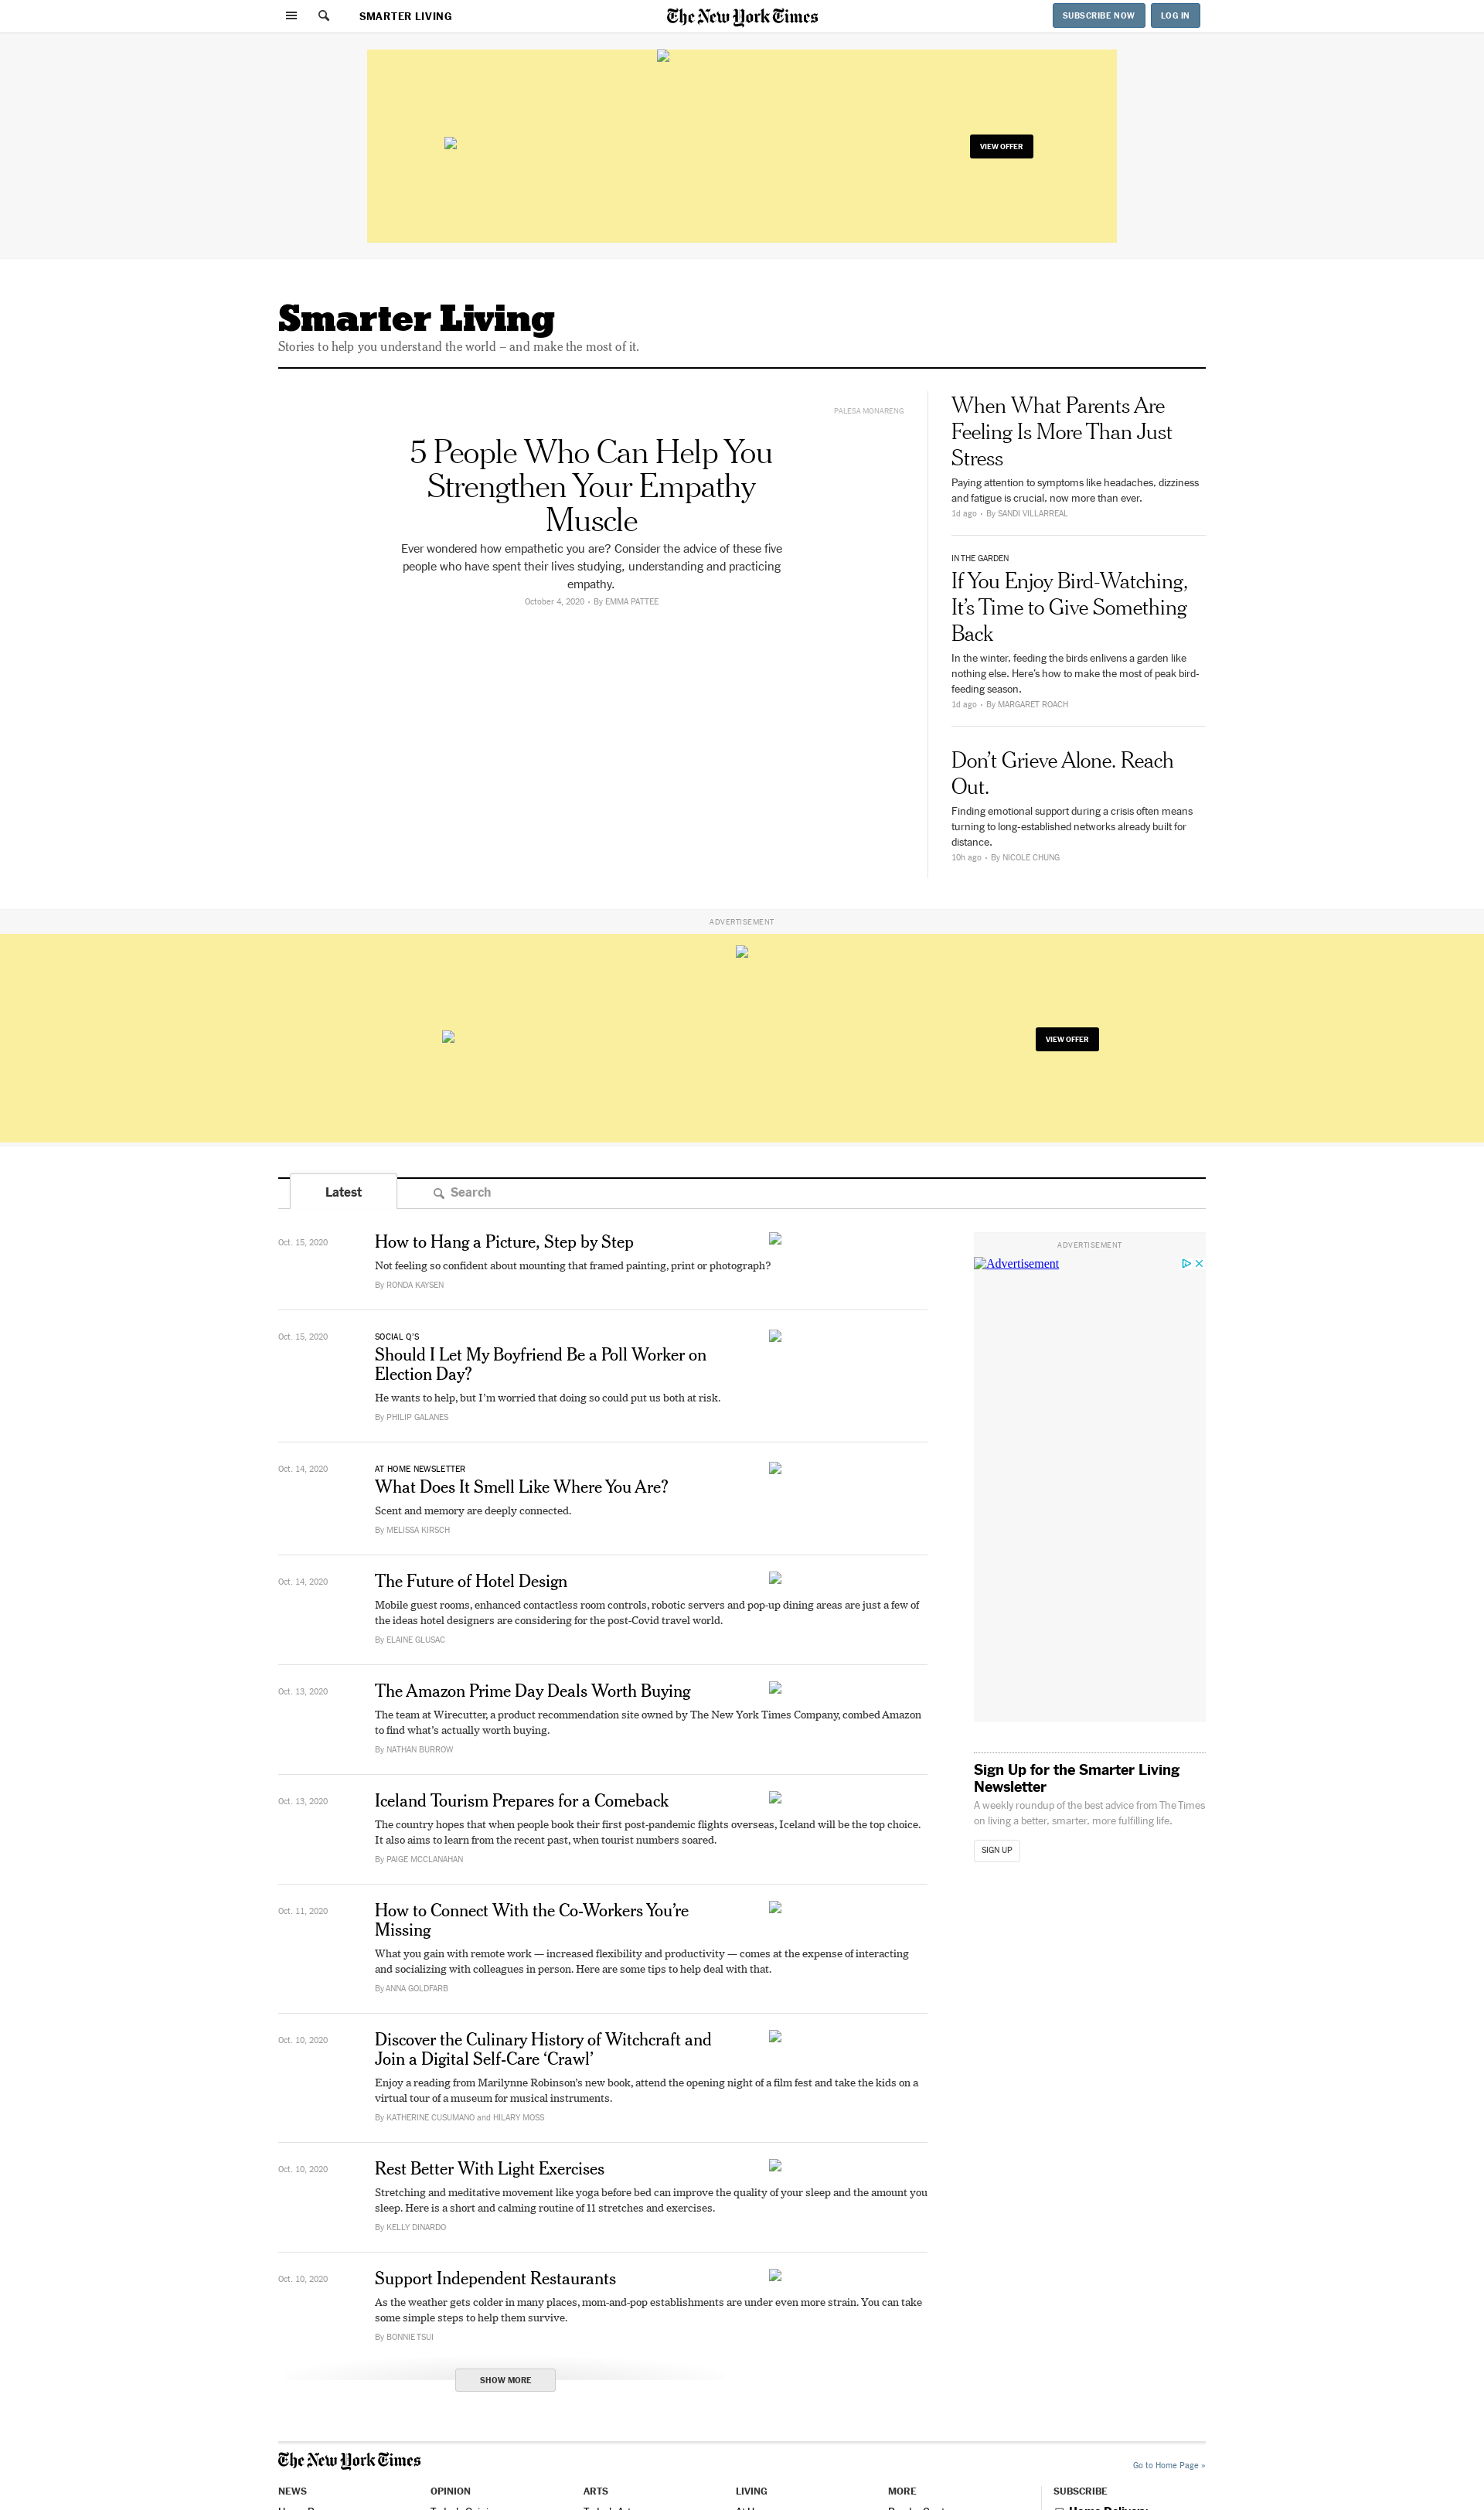 SMARTER LIVING
The New York Times
SUBSCRIBE NOW
LOG IN
VIEW OFFER
Smarter Living
Stories to help you understand the world – and make the most of it.
PALESA MONARENG
5 People Who Can Help You
Strengthen Your Empathy
Muscle
Ever wondered how empathetic you are? Consider the advice of these five
people who have spent their lives studying, understanding and practicing
empathy.
October 4, 2020 • By EMMA PATTEE
When What Parents Are
Feeling Is More Than Just
Stress
Paying attention to symptoms like headaches, dizziness
and fatigue is crucial, now more than ever.
1d ago • By SANDI VILLARREAL
IN THE GARDEN
If You Enjoy Bird-Watching,
It’s Time to Give Something
Back
In the winter, feeding the birds enlivens a garden like
nothing else. Here’s how to make the most of peak bird-
feeding season.
1d ago • By MARGARET ROACH
Don’t Grieve Alone. Reach
Out.
Finding emotional support during a crisis often means
turning to long-established networks already built for
distance.
10h ago • By NICOLE CHUNG
ADVERTISEMENT
VIEW OFFER
Latest
Search
Oct. 15, 2020
How to Hang a Picture, Step by Step
Not feeling so confident about mounting that framed painting, print or photograph?
By RONDA KAYSEN
Oct. 15, 2020
SOCIAL Q’S
Should I Let My Boyfriend Be a Poll Worker on
Election Day?
He wants to help, but I’m worried that doing so could put us both at risk.
By PHILIP GALANES
Oct. 14, 2020
AT HOME NEWSLETTER
What Does It Smell Like Where You Are?
Scent and memory are deeply connected.
By MELISSA KIRSCH
Oct. 14, 2020
The Future of Hotel Design
Mobile guest rooms, enhanced contactless room controls, robotic servers and pop-up dining areas are just a few of
the ideas hotel designers are considering for the post-Covid travel world.
By ELAINE GLUSAC
Oct. 13, 2020
The Amazon Prime Day Deals Worth Buying
The team at Wirecutter, a product recommendation site owned by The New York Times Company, combed Amazon
to find what’s actually worth buying.
By NATHAN BURROW
Oct. 13, 2020
Iceland Tourism Prepares for a Comeback
The country hopes that when people book their first post-pandemic flights overseas, Iceland will be the top choice.
It also aims to learn from the recent past, when tourist numbers soared.
By PAIGE MCCLANAHAN
Oct. 11, 2020
How to Connect With the Co-Workers You’re
Missing
What you gain with remote work — increased flexibility and productivity — comes at the expense of interacting
and socializing with colleagues in person. Here are some tips to help deal with that.
By ANNA GOLDFARB
Oct. 10, 2020
Discover the Culinary History of Witchcraft and
Join a Digital Self-Care ‘Crawl’
Enjoy a reading from Marilynne Robinson’s new book, attend the opening night of a film fest and take the kids on a
virtual tour of a museum for musical instruments.
By KATHERINE CUSUMANO and HILARY MOSS
Oct. 10, 2020
Rest Better With Light Exercises
Stretching and meditative movement like yoga before bed can improve the quality of your sleep and the amount you
sleep. Here is a short and calming routine of 11 stretches and exercises.
By KELLY DINARDO
Oct. 10, 2020
Support Independent Restaurants
As the weather gets colder in many places, mom-and-pop establishments are under even more strain. You can take
some simple steps to help them survive.
By BONNIE TSUI
SHOW MORE
ADVERTISEMENT
Advertisement
Sign Up for the Smarter Living
Newsletter
A weekly roundup of the best advice from The Times
on living a better, smarter, more fulfilling life.
SIGN UP
The New York Times
Go to Home Page »
NEWS
OPINION
ARTS
LIVING
MORE
SUBSCRIBE